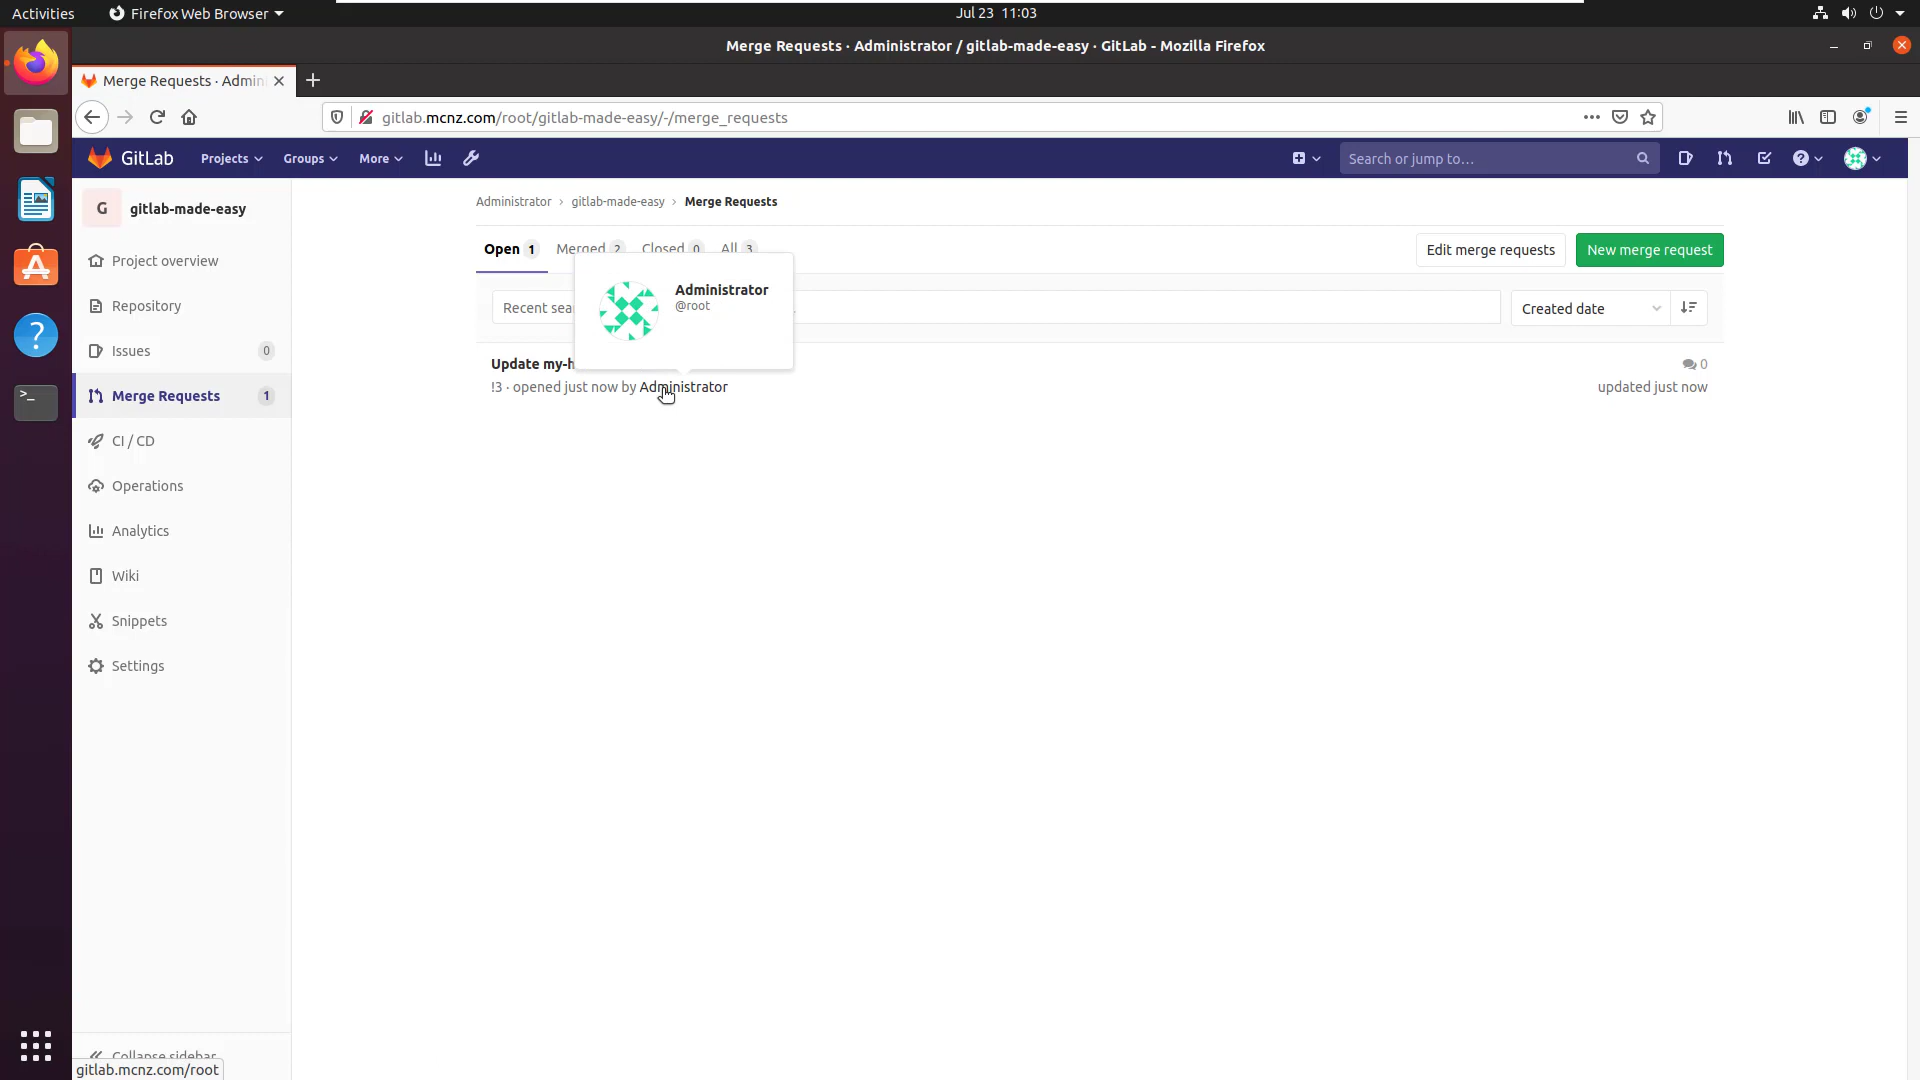 Activities
Firefox Web Browser
Jul 23 11:03
Merge Requests · Administrator / gitlab-made-easy · GitLab - Mozilla Firefox
Merge Requests · Admin
gitlab.mcnz.com/root/gitlab-made-easy/-/merge_requests
GitLab
Projects
Groups
More
Search or jump to…
G gitlab-made-easy
Administrator › gitlab-made-easy › Merge Requests
Project overview
Repository
Issues 0
Merge Requests 1
CI / CD
Operations
Analytics
Wiki
Snippets
Settings
Collapse sidebar
gitlab.mcnz.com/root
Open 1
Merged 2
Closed 0
All 3
Edit merge requests
New merge request
Administrator
@root
Recent sea
Created date
Update my-h
0
!3 · opened just now by Administrator
updated just now